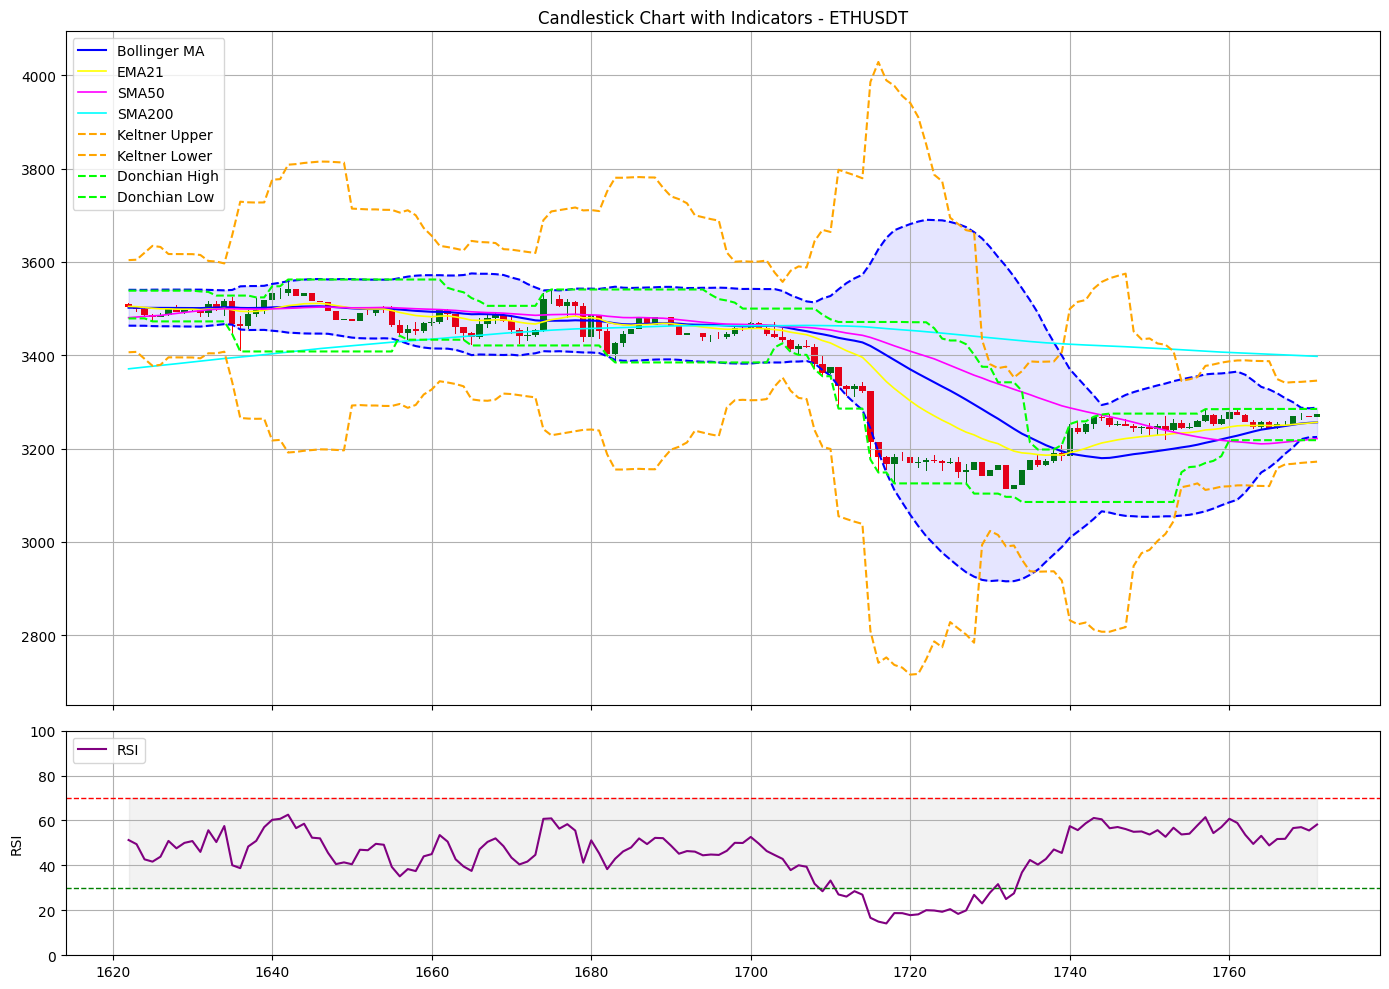 Candlestick Chart with Indicators - ETHUSDT
Bollinger MA
EMA21
SMA50
SMA200
Keltner Upper
Keltner Lower
Donchian High
Donchian Low
4000
3800
3600
3400
3200
3000
2800
RSI
100
80
60
40
20
0
RSI
1620
1640
1660
1680
1700
1720
1740
1760